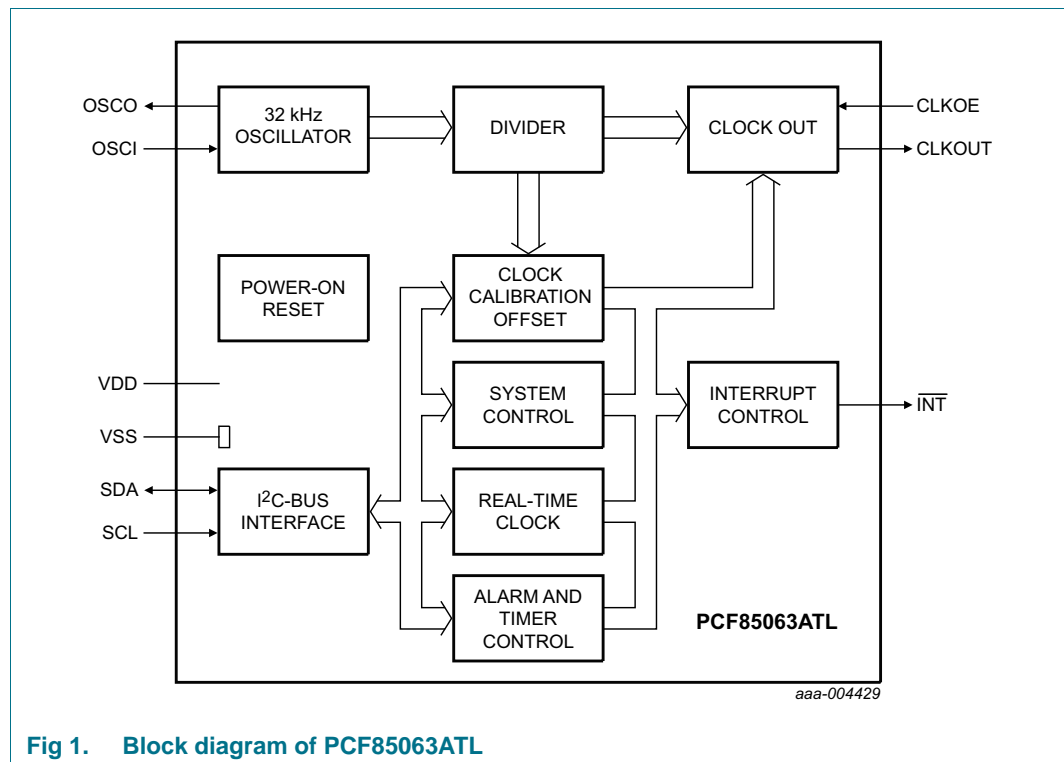 OSCO
OSCI
32 kHz
OSCILLATOR
DIVIDER
CLOCK OUT
CLKOE
CLKOUT
POWER-ON
RESET
CLOCK
CALIBRATION
OFFSET
VDD
VSS
SYSTEM
CONTROL
INTERRUPT
CONTROL
INT
SDA
SCL
I2C-BUS
INTERFACE
REAL-TIME
CLOCK
ALARM AND
TIMER
CONTROL
PCF85063ATL
aaa-004429
Fig 1. Block diagram of PCF85063ATL